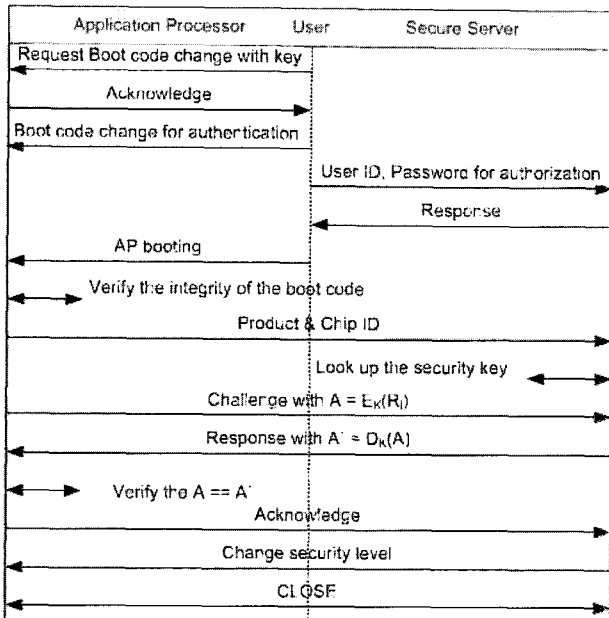 Application Processor User Secure Server
Request Boot code change with key
Acknowledge
Boot code change for authentication
User ID, Password for authorization
Response
AP booting
Verify the integrity of the boot code
Product & Chip ID
Look up the security key
Challenge with A = E_K(R_i)
Response with A' = D_K(A)
Verify the A == A'
Acknowledge
Change security level
CLOSE